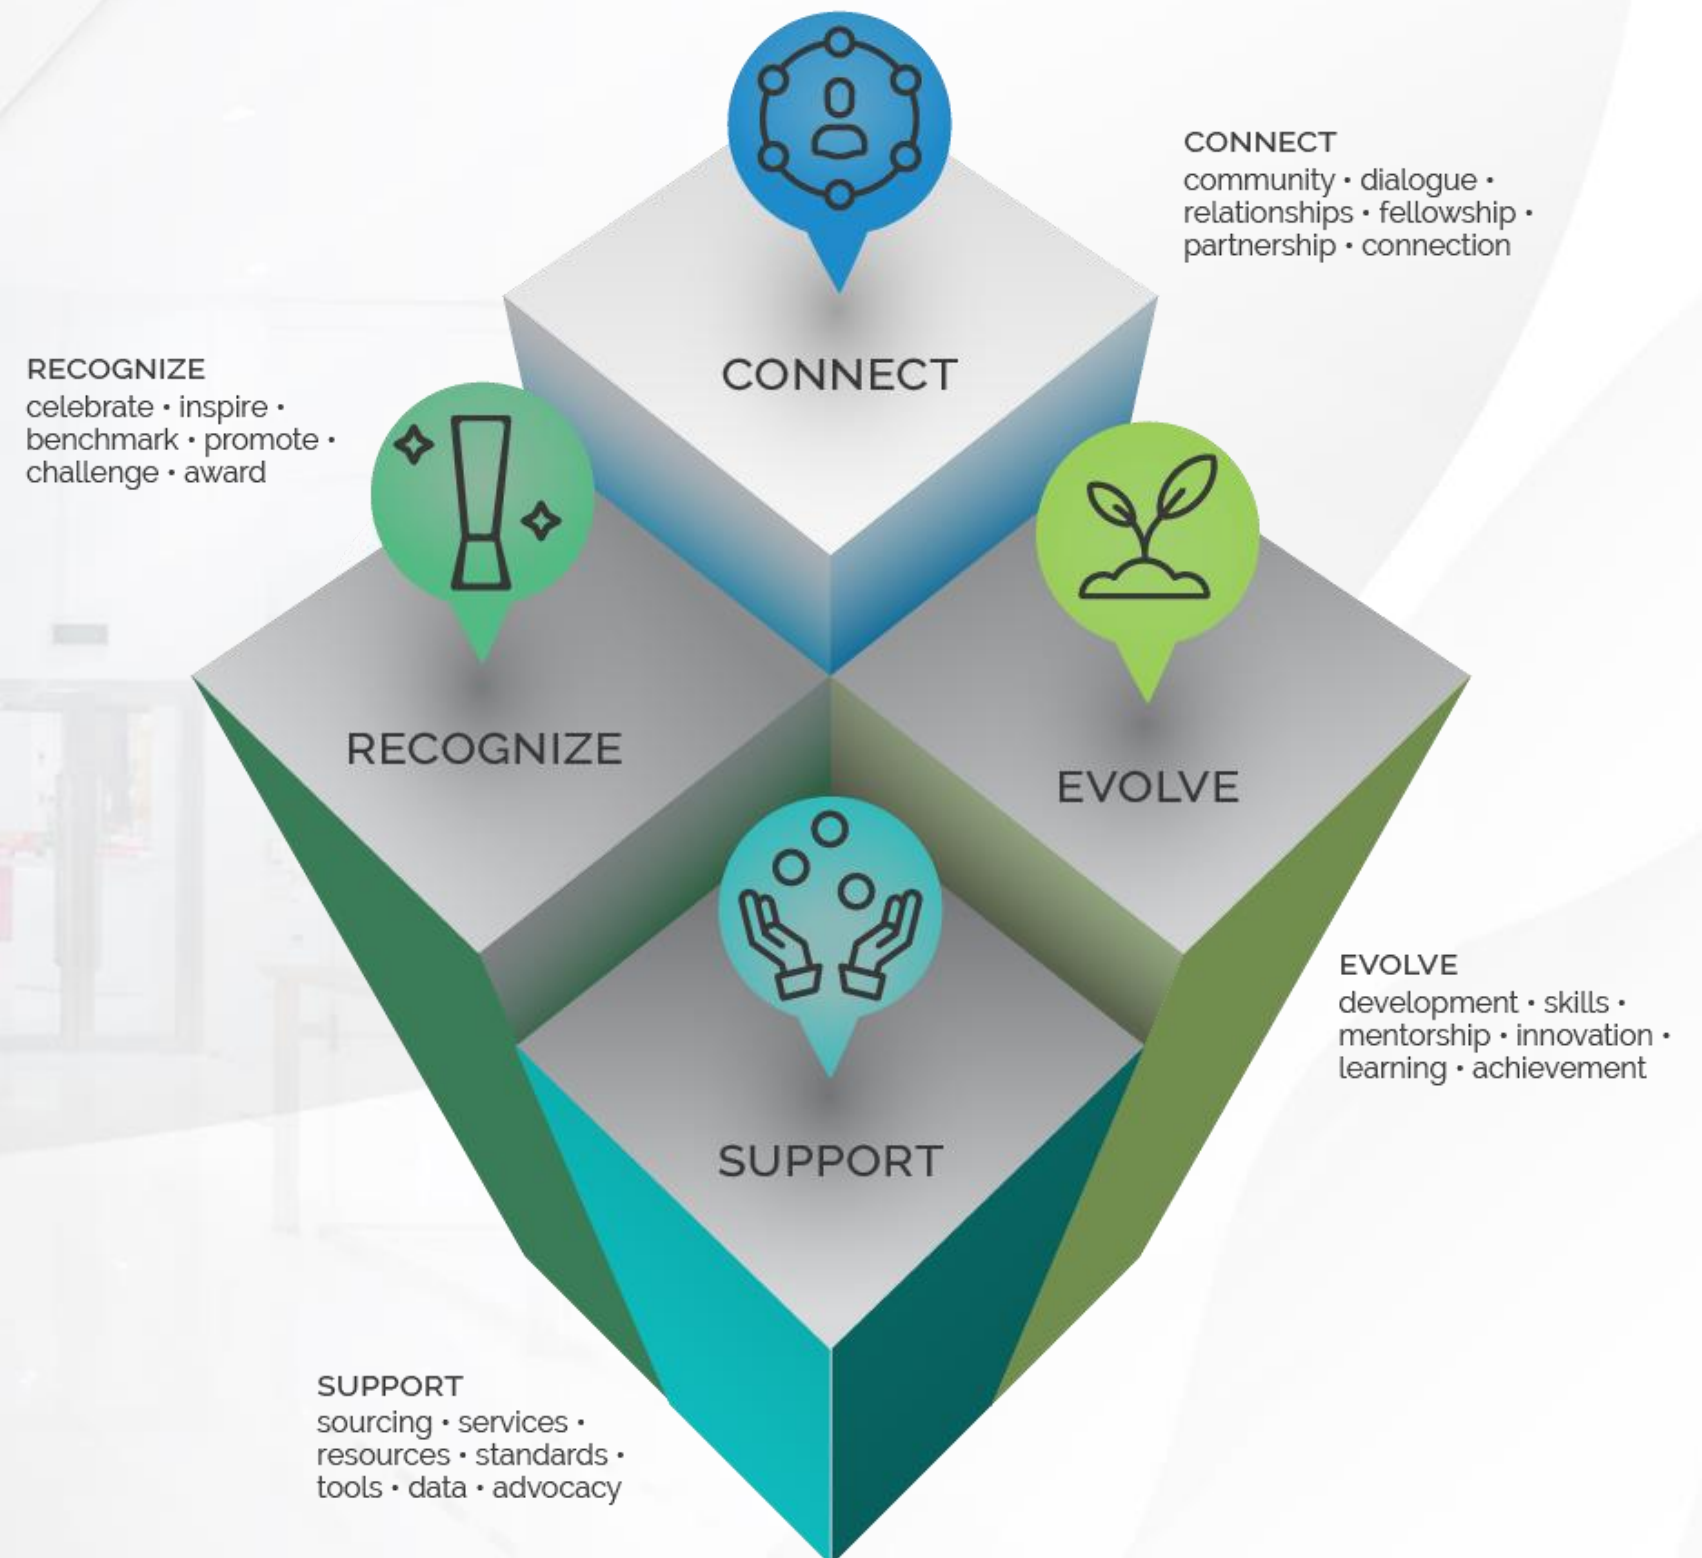 CONNECT
community • dialogue •
relationships • fellowship •
partnership • connection
RECOGNIZE
celebrate • inspire •
benchmark • promote •
challenge • award
CONNECT
RECOGNIZE
EVOLVE
SUPPORT
EVOLVE
development • skills •
mentorship • innovation •
learning • achievement
SUPPORT
sourcing • services •
resources • standards •
tools • data • advocacy